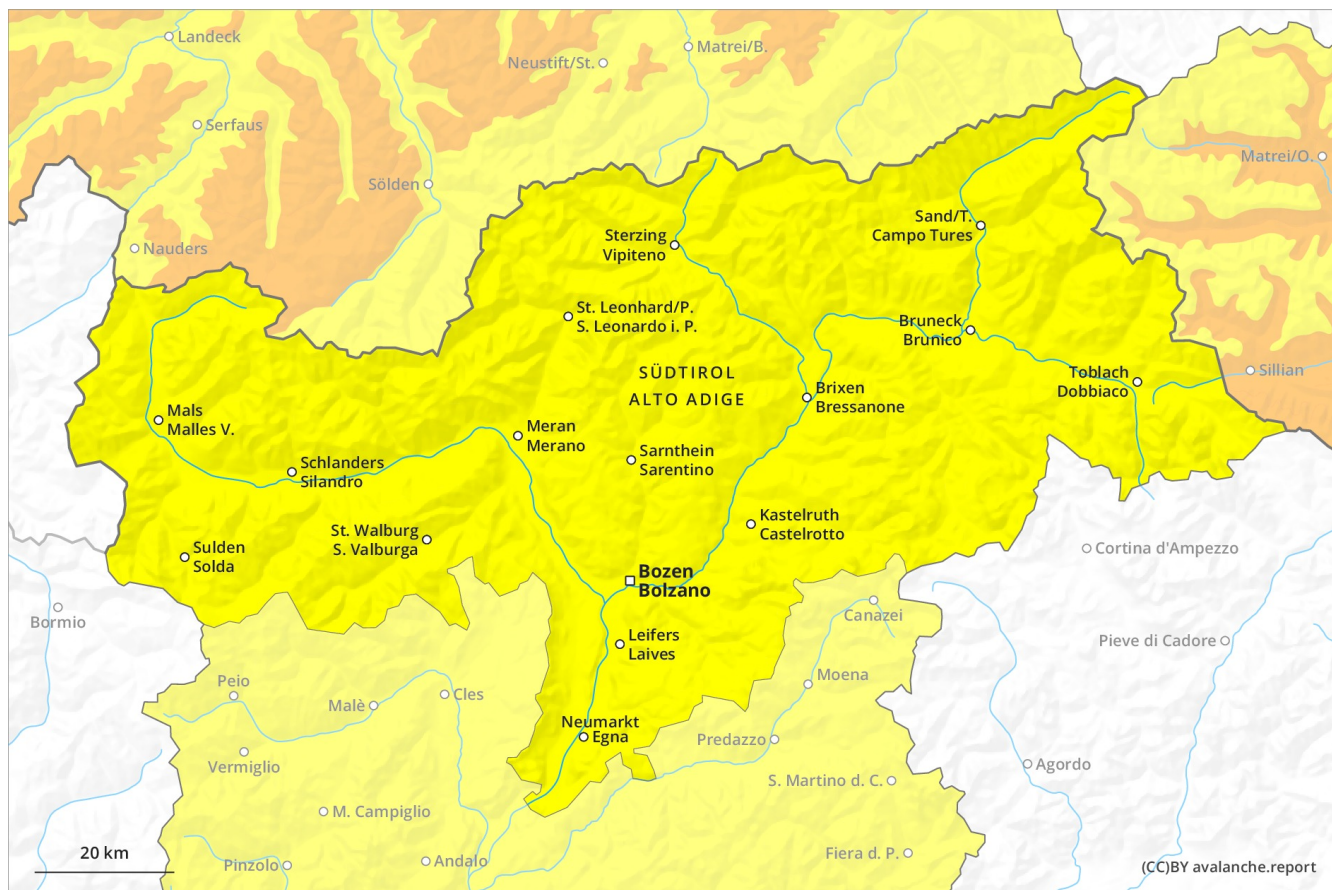 Landeck
Matrei/B.
Neustift/St.
Serfaus
Matrei/O.
Sölden
Sand/T.
Campo Tures
Sterzing
Vipiteno
Nauders
St. Leonhard/P.
S. Leonardo i. P.
Bruneck
Brunico
SÜDTIROL
ALTO ADIGE
Toblach
Dobbiaco
Sillian
Brixen
Bressanone
Mals
Malles V.
Meran
Merano
Sarnthein
Sarentino
Schlanders
Silandro
Kastelruth
Castelrotto
St. Walburg
S. Valburga
Sulden
Solda
Cortina d'Ampezzo
Bozen
Bolzano
Bormio
Canazei
Leifers
Laives
Pieve di Cadore
Peio
Moena
Malè
Cles
Neumarkt
Egna
Predazzo
Vermiglio
Agordo
S. Martino d. C.
M. Campiglio
20 km
Pinzolo
Andalo
Fiera d. P.
(CC)BY avalanche.report